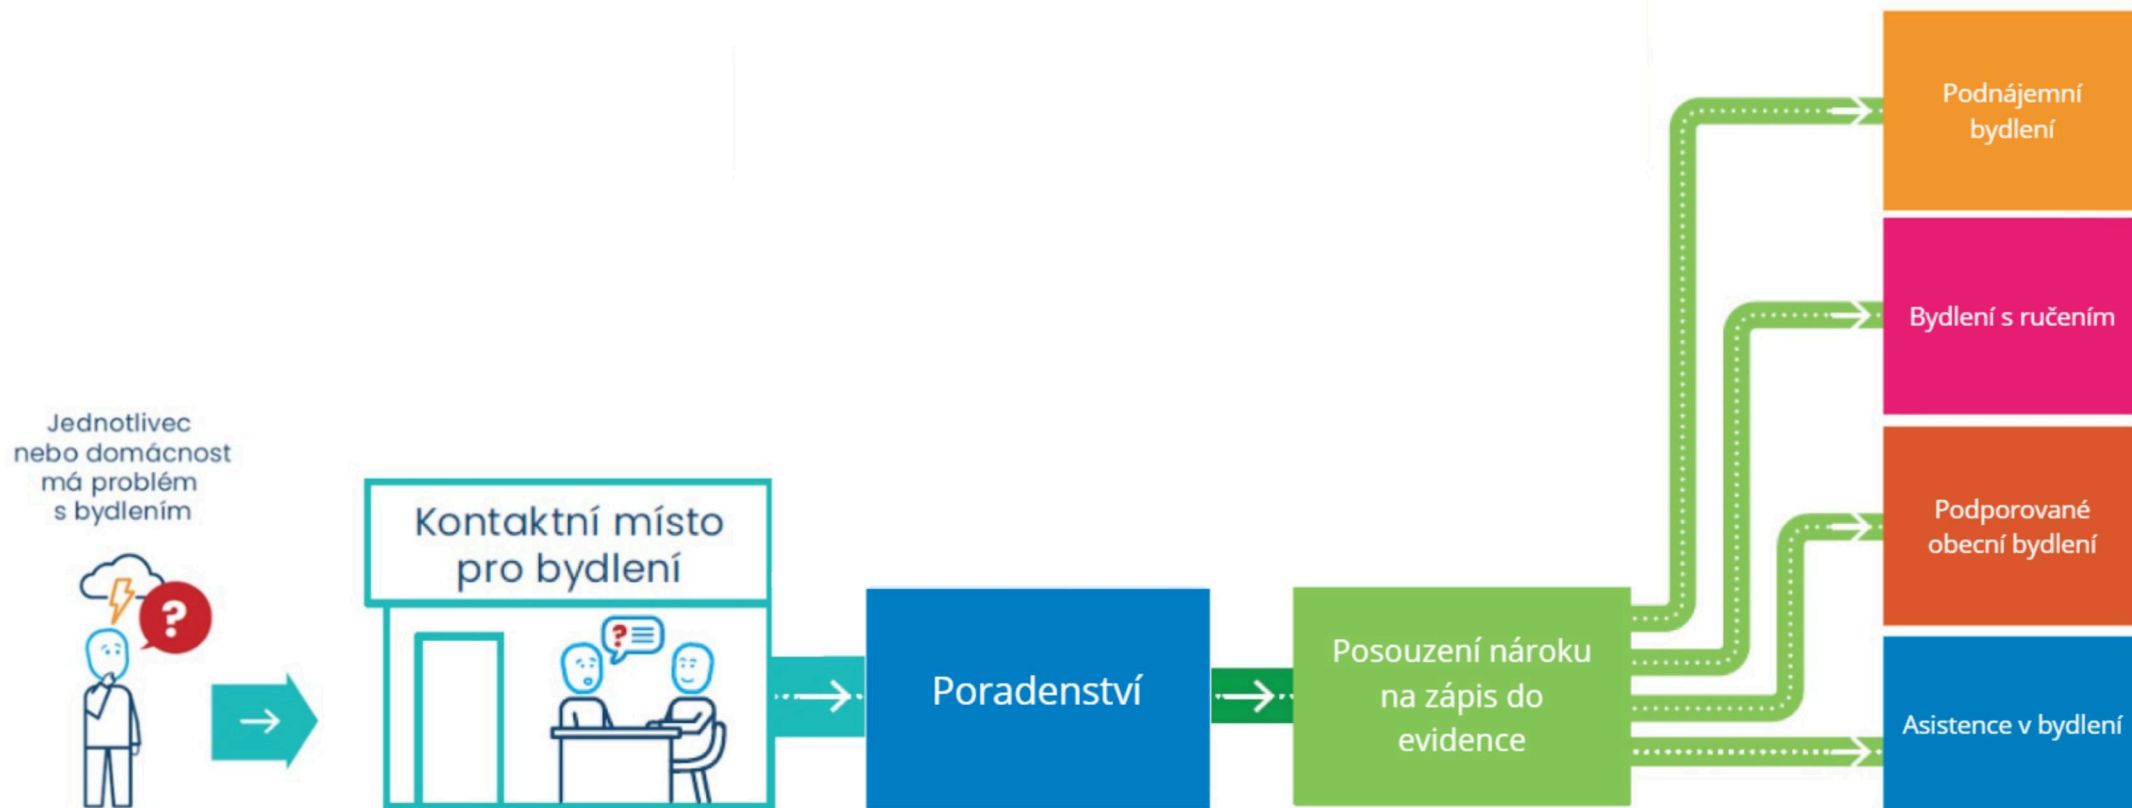 Jednotlivec
nebo domácnost
má problém
s bydlením
?
Kontaktní místo
pro bydlení
?
Poradenství
Posouzení nároku
na zápis do
evidence
Podnájemní
bydlení
Bydlení s ručením
Podporované
obecní bydlení
Asistence v bydlení